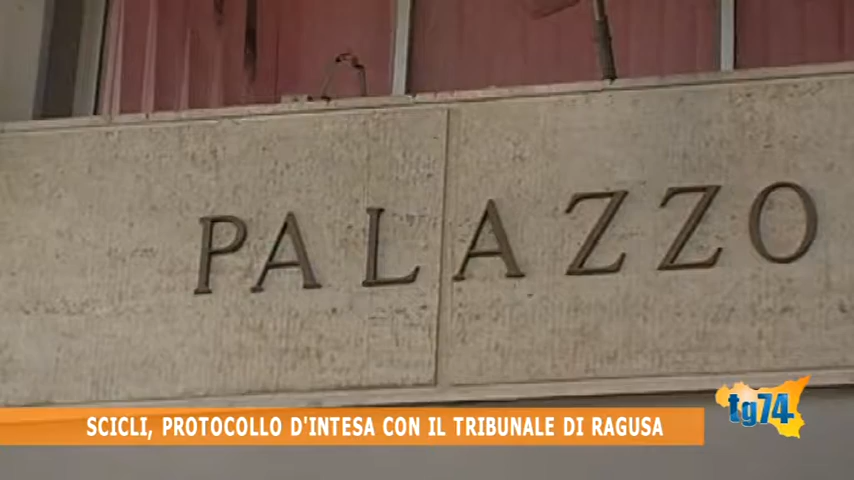 PALAZZO
SCICLI, PROTOCOLLO D'INTESA CON IL TRIBUNALE DI RAGUSA
tg74